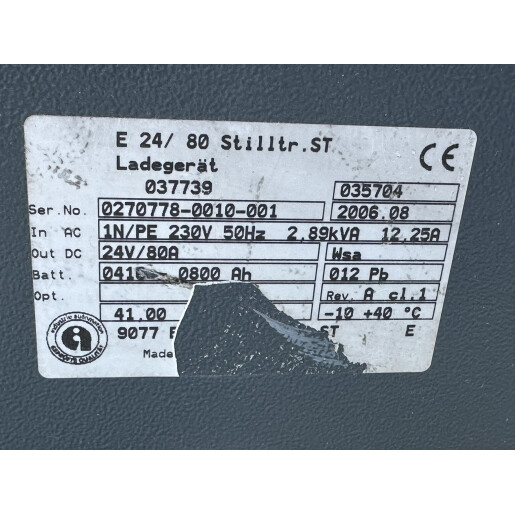 E 24/ 80 Stilltr.ST
CE
Ladegerät
037739 035704
Ser.No. 0270778-0010-001 2006.08
In AC 1N/PE 230V 50Hz 2,89kVA 12,25A
Out DC 24V/80A Wsa
Batt. 0800 Ah 012 Pb
Opt. Rev. A cl.1
41.00 -10 +40 °C
9077 ST E
Made